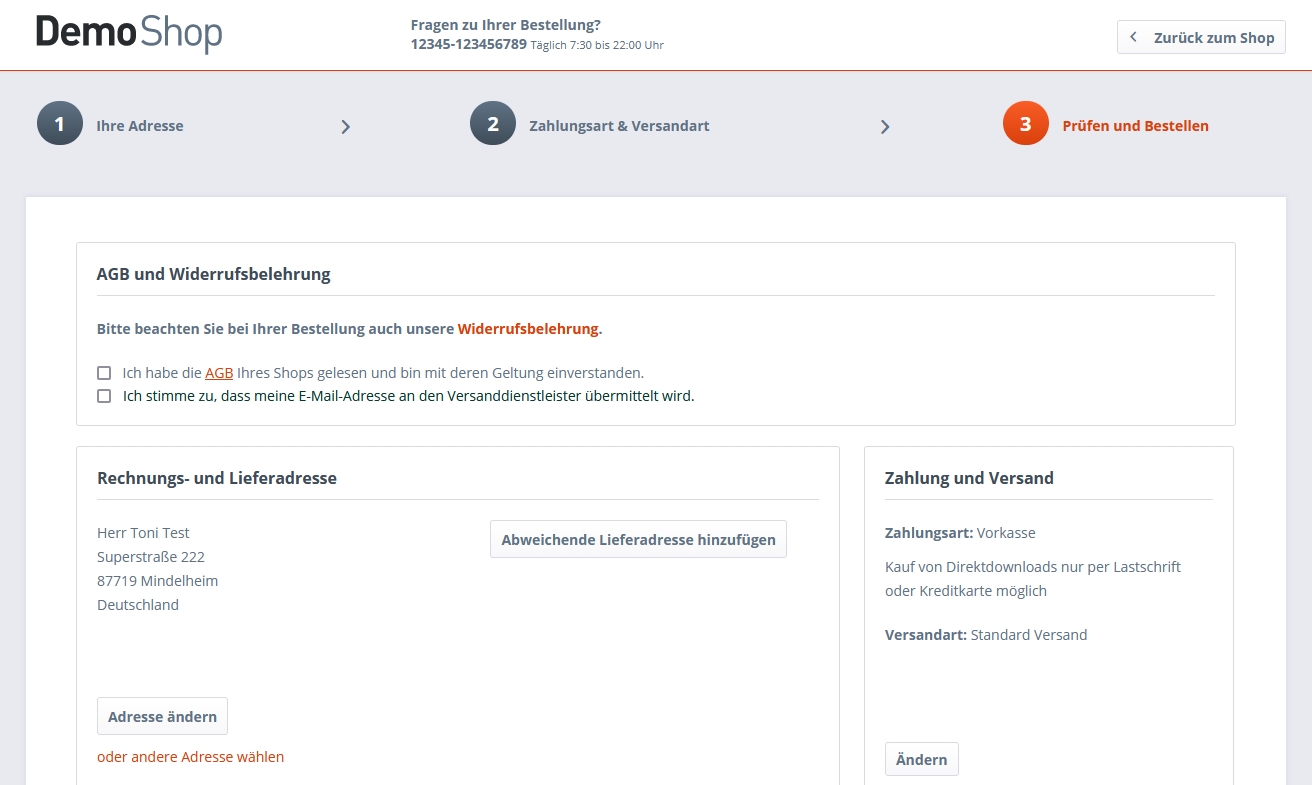 DemoShop
Fragen zu Ihrer Bestellung?
12345-123456789 Täglich 7:30 bis 22:00 Uhr
Zurück zum Shop
1 Ihre Adresse
2 Zahlungsart & Versandart
3 Prüfen und Bestellen
AGB und Widerrufsbelehrung
Bitte beachten Sie bei Ihrer Bestellung auch unsere Widerrufsbelehrung.
Ich habe die AGB Ihres Shops gelesen und bin mit deren Geltung einverstanden.
Ich stimme zu, dass meine E-Mail-Adresse an den Versanddienstleister übermittelt wird.
Rechnungs- und Lieferadresse
Herr Toni Test
Superstraße 222
87719 Mindelheim
Deutschland
Abweichende Lieferadresse hinzufügen
Adresse ändern
oder andere Adresse wählen
Zahlung und Versand
Zahlungsart: Vorkasse
Kauf von Direktdownloads nur per Lastschrift
oder Kreditkarte möglich
Versandart: Standard Versand
Ändern